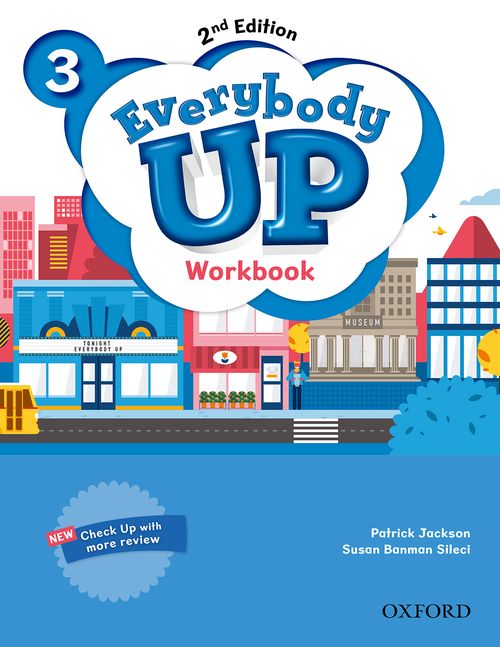 2nd Edition
3
Everybody
UP
Workbook
MUSEUM
TONIGHT
EVERYBODY UP
NEW
Check Up with
more review
Patrick Jackson
Susan Banman Sileci
OXFORD